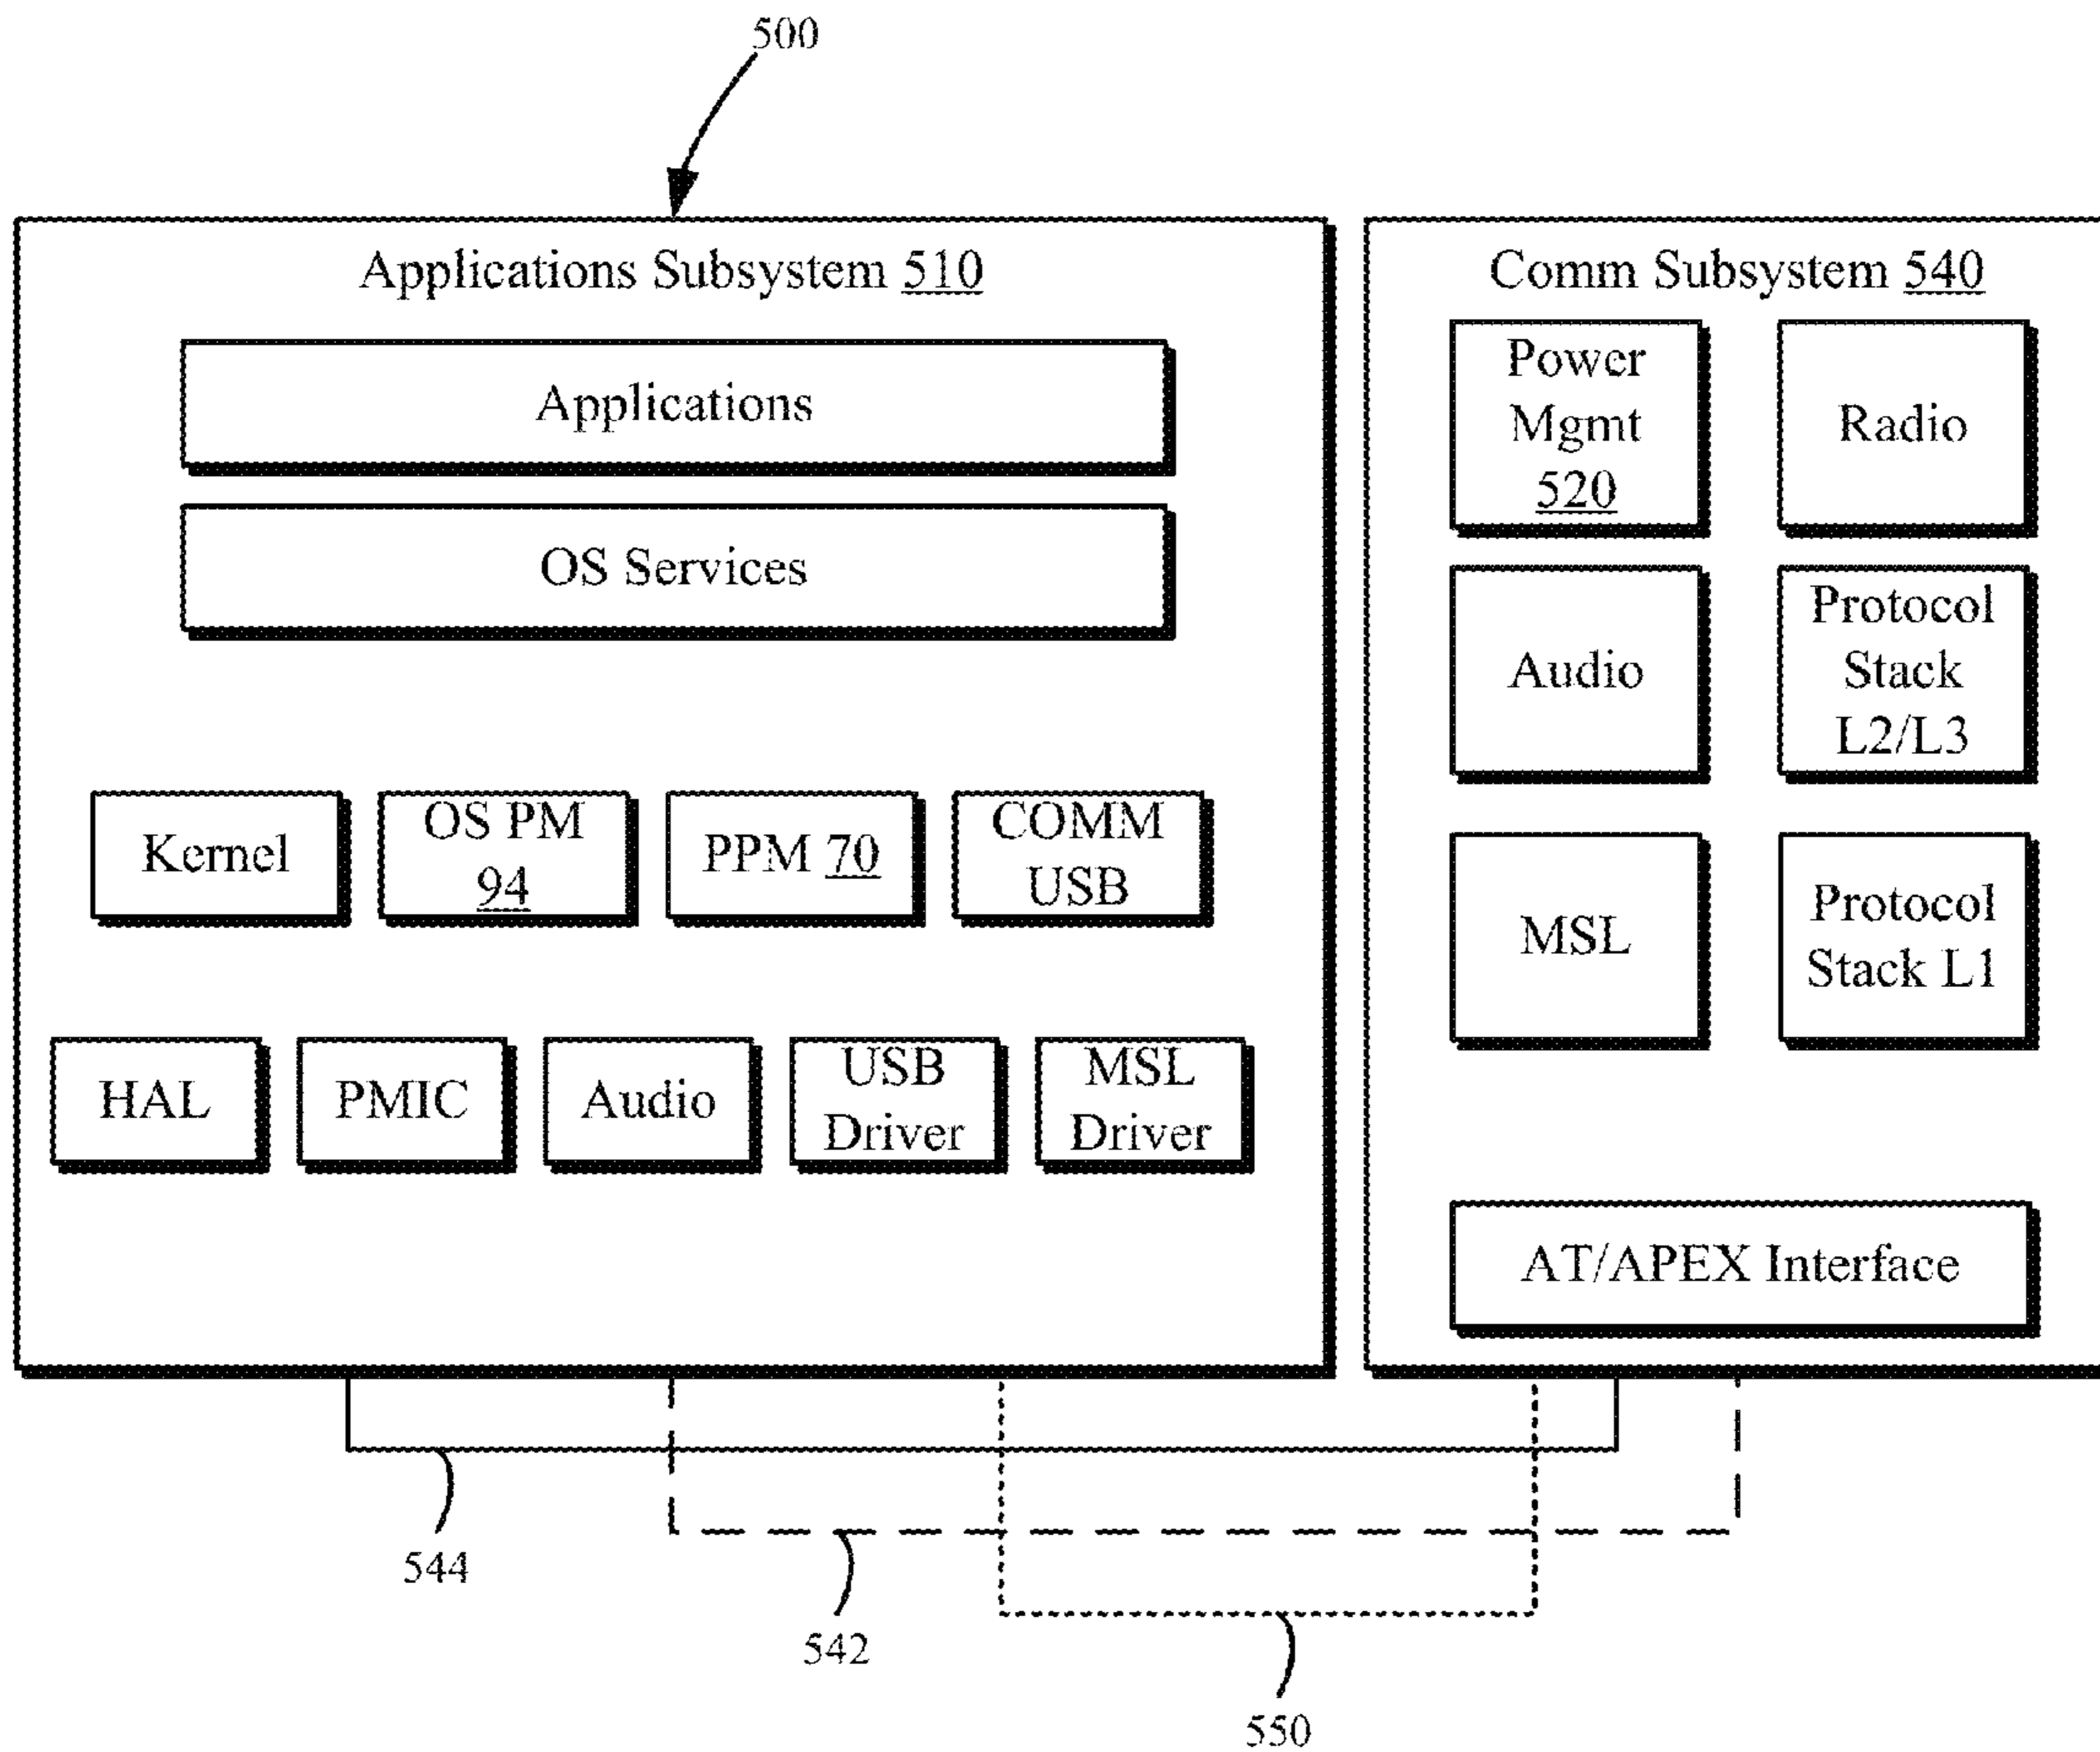 500
Applications Subsystem 510
Applications
OS Services
Kernel
OS PM
94
PPM 70
COMM
USB
HAL
PMIC
Audio
USB
Driver
MSL
Driver
Comm Subsystem 540
Power
Mgmt
520
Radio
Audio
Protocol
Stack
L2/L3
MSL
Protocol
Stack L1
AT/APEX Interface
544
542
550